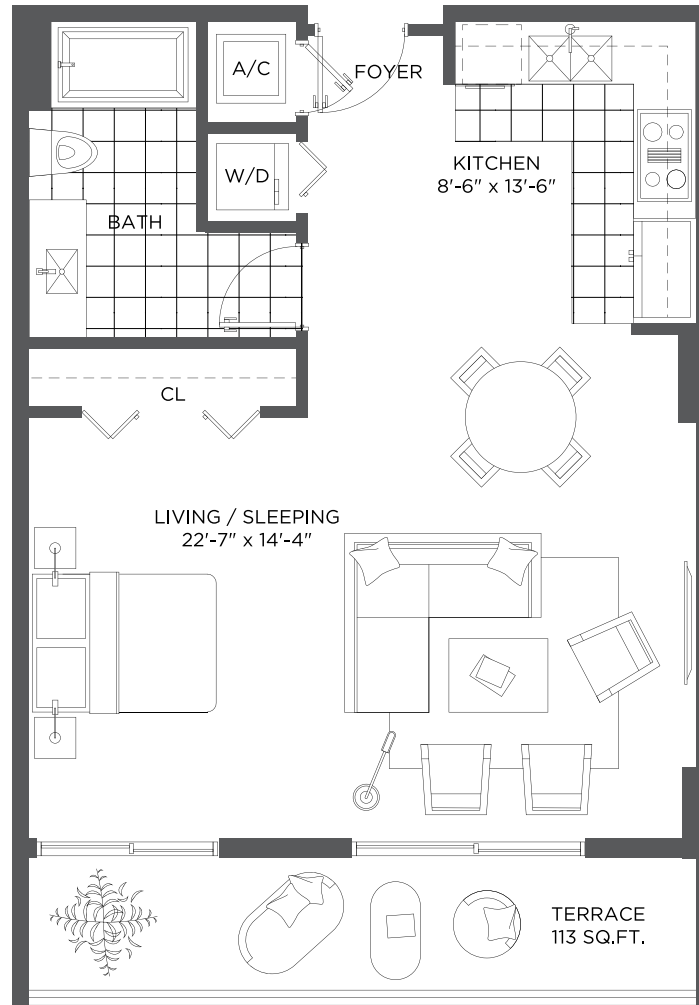 A/C
FOYER
W/D
KITCHEN
8'-6" x 13'-6"
BATH
CL
LIVING / SLEEPING
22'-7" x 14'-4"
TERRACE
113 SQ.FT.